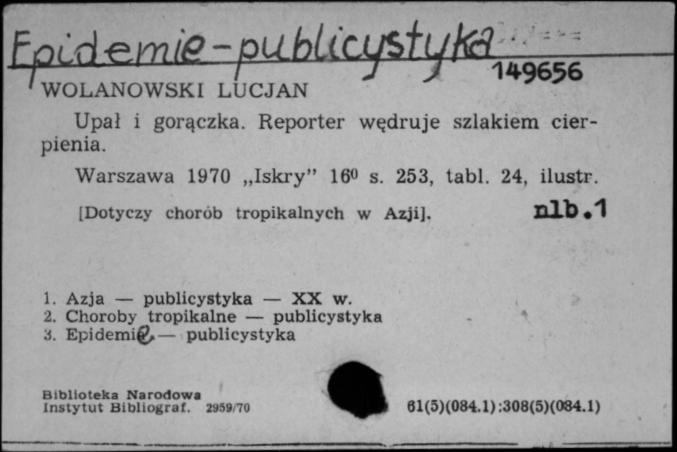 Epidemie - publicystyka
149656
WOLANOWSKI LUCJAN
Upał i gorączka. Reporter wędruje szlakiem cier-
pienia.
Warszawa 1970 „Iskry” 16⁰ s. 253, tabl. 24, ilustr.
[Dotyczy chorób tropikalnych w Azji].
nlb.1
1. Azja — publicystyka — XX w.
2. Choroby tropikalne — publicystyka
3. Epidemie — publicystyka
Biblioteka Narodowa
Instytut Bibliograf. 2959/70
61(5)(084.1):308(5)(084.1)